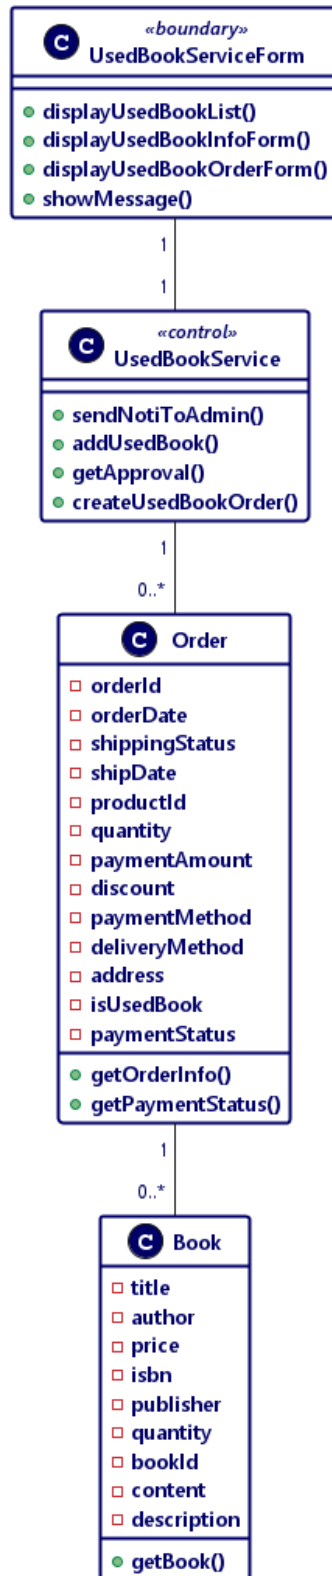 C
«boundary»
UsedBookServiceForm
displayUsedBookList()
displayUsedBookInfoForm()
displayUsedBookOrderForm()
showMessage()
1
1
C
«control»
UsedBookService
sendNotiToAdmin()
addUsedBook()
getApproval()
createUsedBookOrder()
1
0..*
C Order
orderId
orderDate
shippingStatus
shipDate
productId
quantity
paymentAmount
discount
paymentMethod
deliveryMethod
address
isUsedBook
paymentStatus
getOrderInfo()
getPaymentStatus()
1
0..*
C Book
title
author
price
isbn
publisher
quantity
bookId
content
description
getBook()